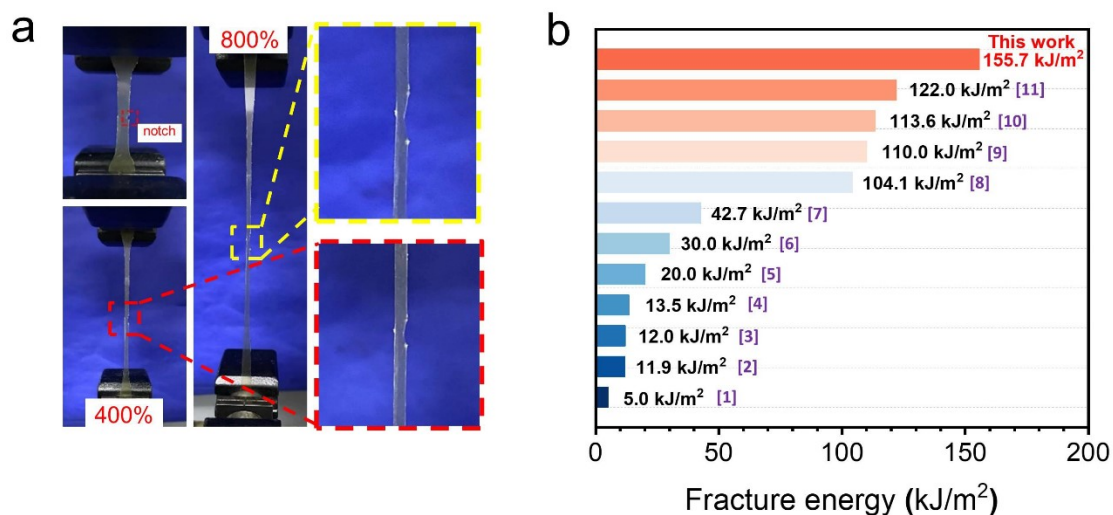 a
800%
notch
400%
b
This work
155.7 kJ/m²
122.0 kJ/m² [11]
113.6 kJ/m² [10]
110.0 kJ/m² [9]
104.1 kJ/m² [8]
42.7 kJ/m² [7]
30.0 kJ/m² [6]
20.0 kJ/m² [5]
13.5 kJ/m² [4]
12.0 kJ/m² [3]
11.9 kJ/m² [2]
5.0 kJ/m² [1]
0 50 100 150 200
Fracture energy (kJ/m²)